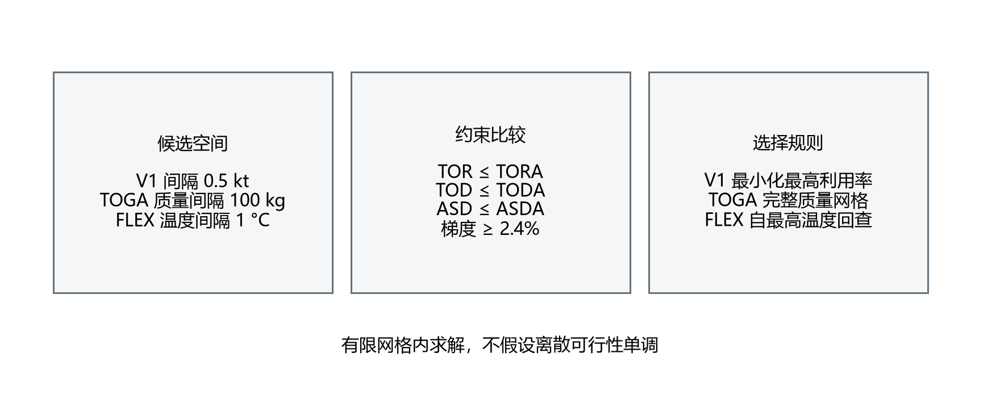 候选空间
V1 间隔 0.5 kt
TOGA 质量间隔 100 kg
FLEX 温度间隔 1 °C
约束比较
TOR ≤ TORA
TOD ≤ TODA
ASD ≤ ASDA
梯度 ≥ 2.4%
选择规则
V1 最小化最高利用率
TOGA 完整质量网格
FLEX 自最高温度回查
有限网格内求解，不假设离散可行性单调